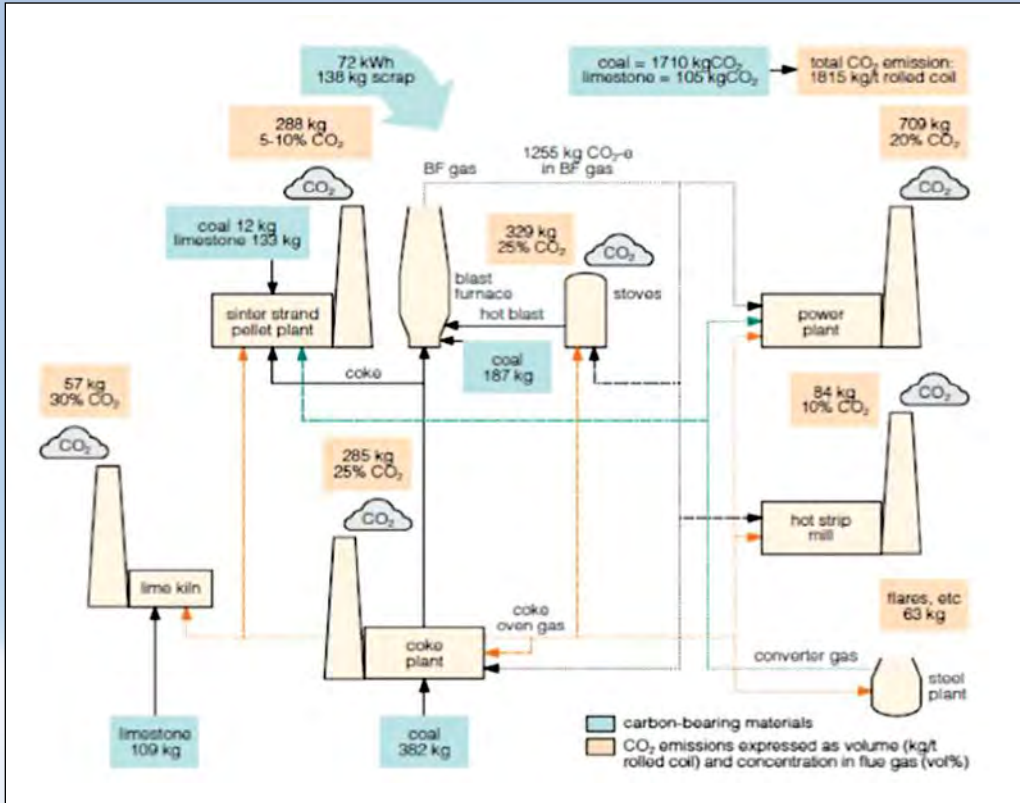 72 kWh
138 kg scrap
coal = 1710 kgCO₂
limestone = 105 kgCO₂
total CO₂ emission:
1815 kg/t rolled coil
288 kg
5-10% CO₂
709 kg
20% CO₂
CO₂
BF gas
1255 kg CO₂-e
in BF gas
CO₂
coal 12 kg
limestone 133 kg
329 kg
25% CO₂
CO₂
sinter strand
pellet plant
blast
furnace
hot blast
stoves
power
plant
coke
coal
187 kg
57 kg
30% CO₂
CO₂
84 kg
10% CO₂
CO₂
285 kg
25% CO₂
CO₂
hot strip
mill
lime kiln
coke
oven gas
coke
plant
flares, etc
63 kg
converter gas
steel
plant
limestone
109 kg
coal
382 kg
carbon-bearing materials
CO₂ emissions expressed as volume (kg/t
rolled coil) and concentration in flue gas (vol%)